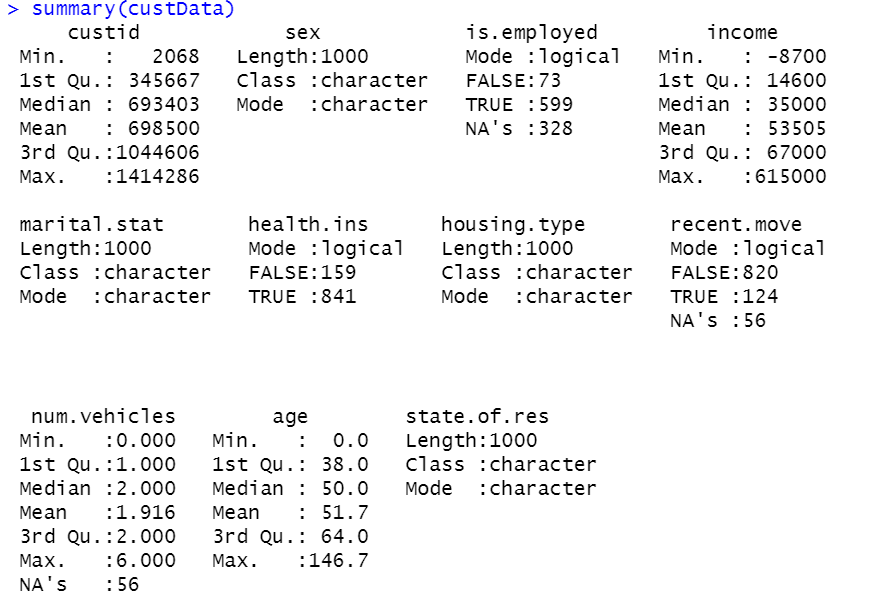 > summary(custData)
     custid            sex              is.employed         income
 Min.   :   2068   Length:1000        Mode :logical   Min.   : -8700
 1st Qu.: 345667   Class :character   FALSE:73        1st Qu.: 14600
 Median : 693403   Mode  :character   TRUE :599       Median : 35000
 Mean   : 698500                      NA's :328       Mean   : 53505
 3rd Qu.:1044606                                      3rd Qu.: 67000
 Max.   :1414286                                      Max.   :615000
 marital.stat       health.ins      housing.type       recent.move
 Length:1000        Mode :logical   Length:1000        Mode :logical
 Class :character   FALSE:159       Class :character   FALSE:820
 Mode  :character   TRUE :841       Mode  :character   TRUE :124
                                                       NA's :56
  num.vehicles        age        state.of.res
 Min.   :0.000   Min.   :  0.0   Length:1000
 1st Qu.:1.000   1st Qu.: 38.0   Class :character
 Median :2.000   Median : 50.0   Mode  :character
 Mean   :1.916   Mean   : 51.7
 3rd Qu.:2.000   3rd Qu.: 64.0
 Max.   :6.000   Max.   :146.7
 NA's   :56